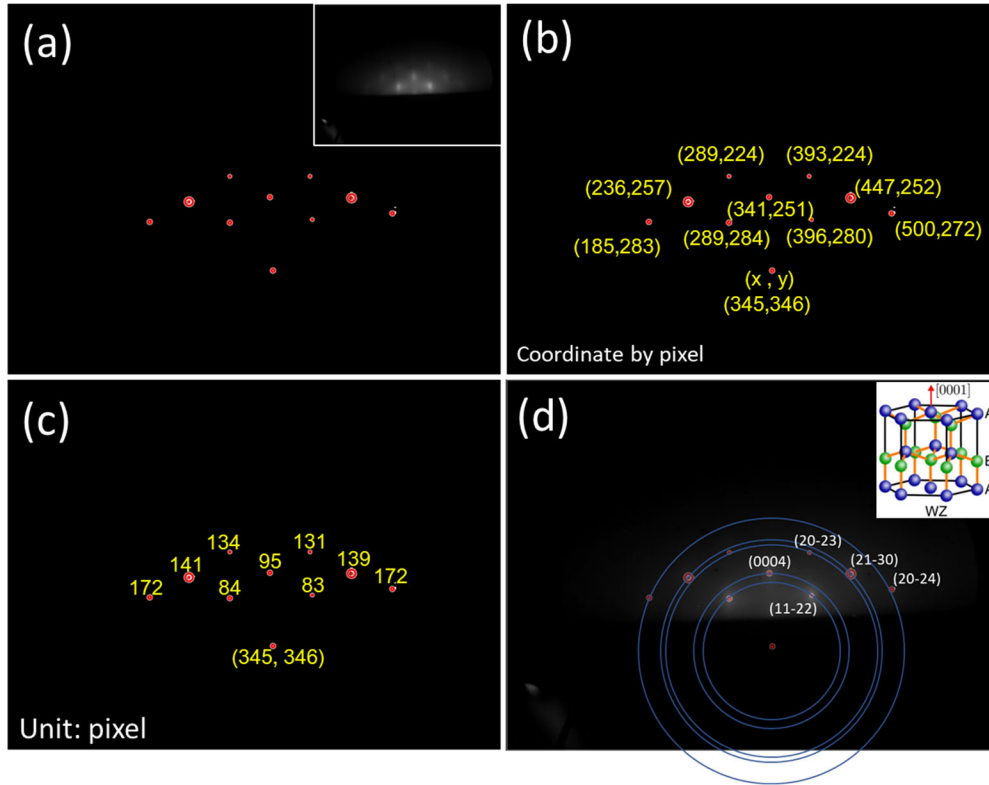 (a)
(b)
(289,224)
(393,224)
(236,257)
(447,252)
(341,251)
(185,283)
(289,284)
(396,280)
(500,272)
(x , y)
(345,346)
Coordinate by pixel
(c)
134
131
141
95
139
172
84
83
172
(345, 346)
Unit: pixel
(d)
[0001]
A
B
A
WZ
(20-23)
(0004)
(21-30)
(20-24)
(11-22)